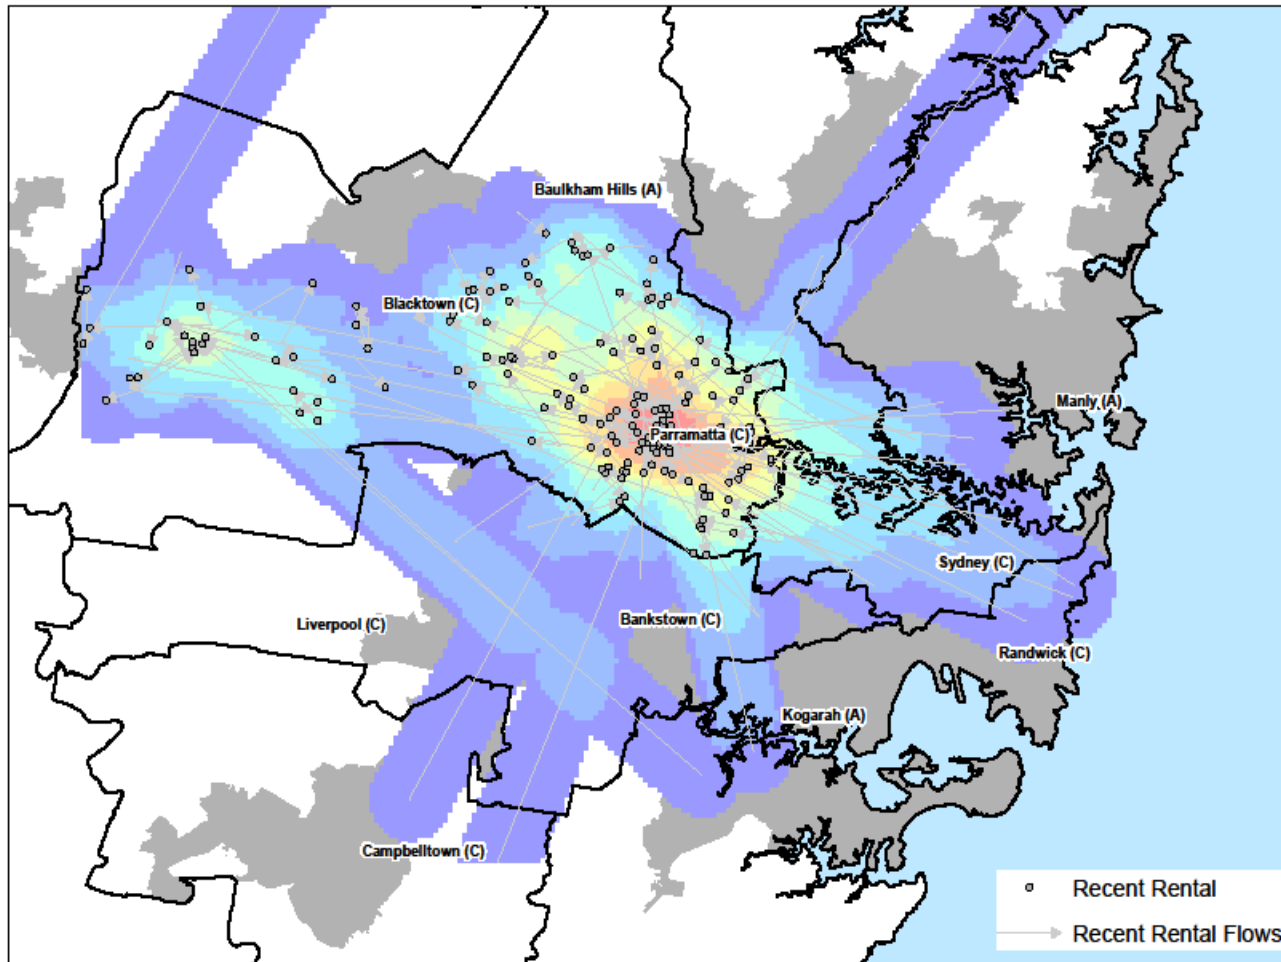 Baulkham Hills (A)
Blacktown (C)
Manly (A)
Parramatta (C)
Sydney (C)
Liverpool (C)
Bankstown (C)
Randwick (C)
Kogarah (A)
Campbelltown (C)
Recent Rental
Recent Rental Flows